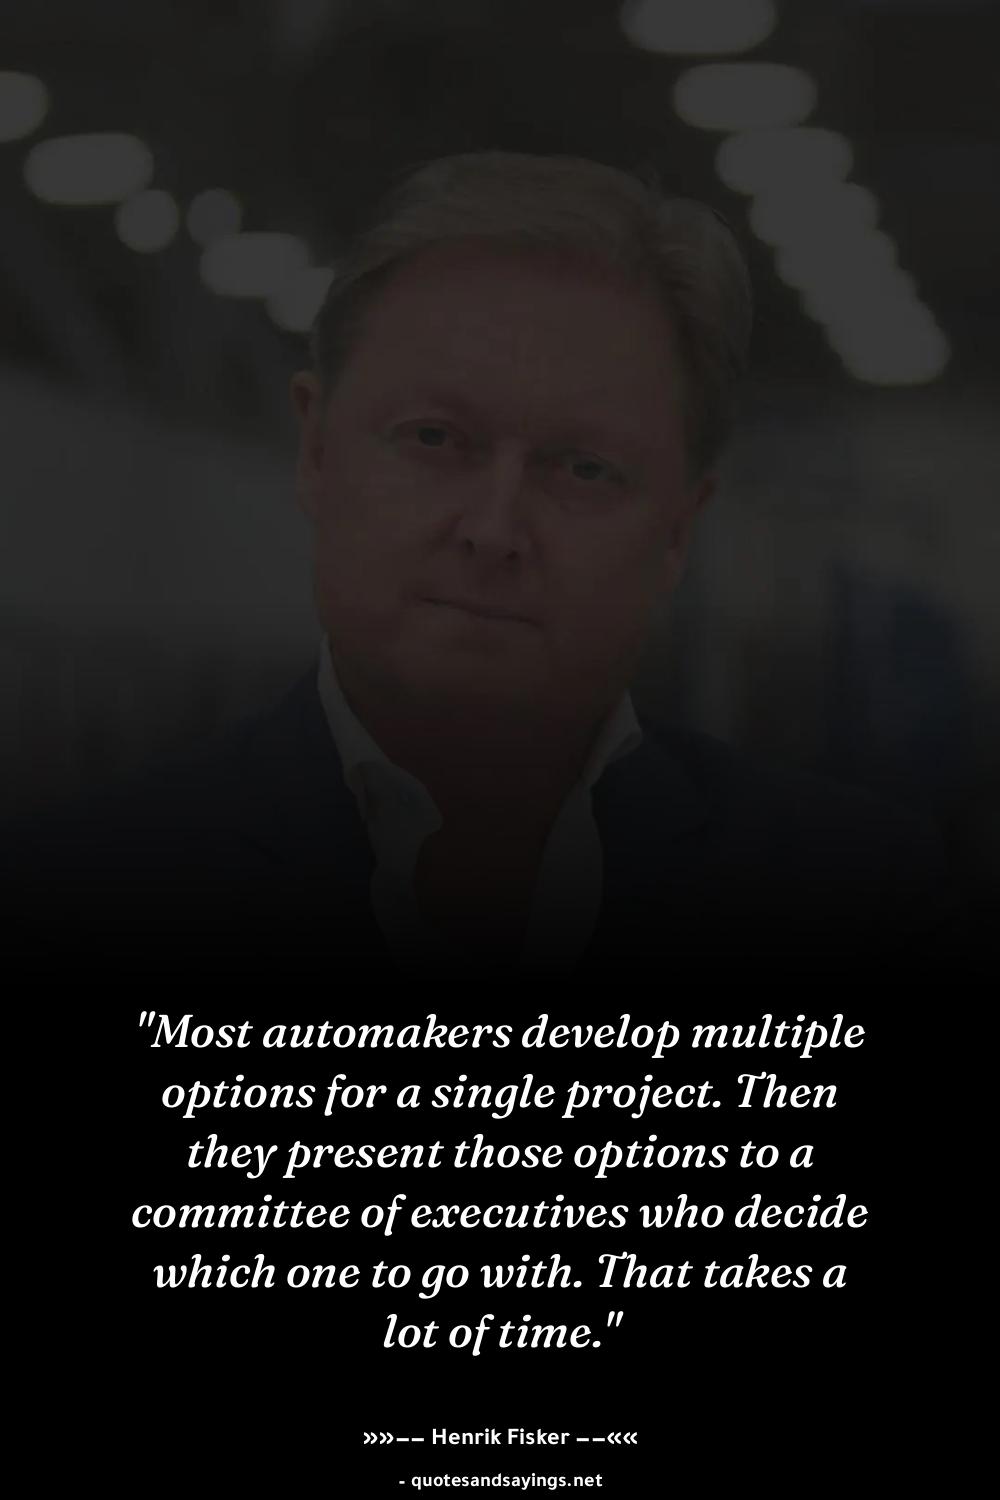 "Most automakers develop multiple
options for a single project. Then
they present those options to a
committee of executives who decide
which one to go with. That takes a
lot of time."
»»–– Henrik Fisker ––««
- quotesandsayings.net